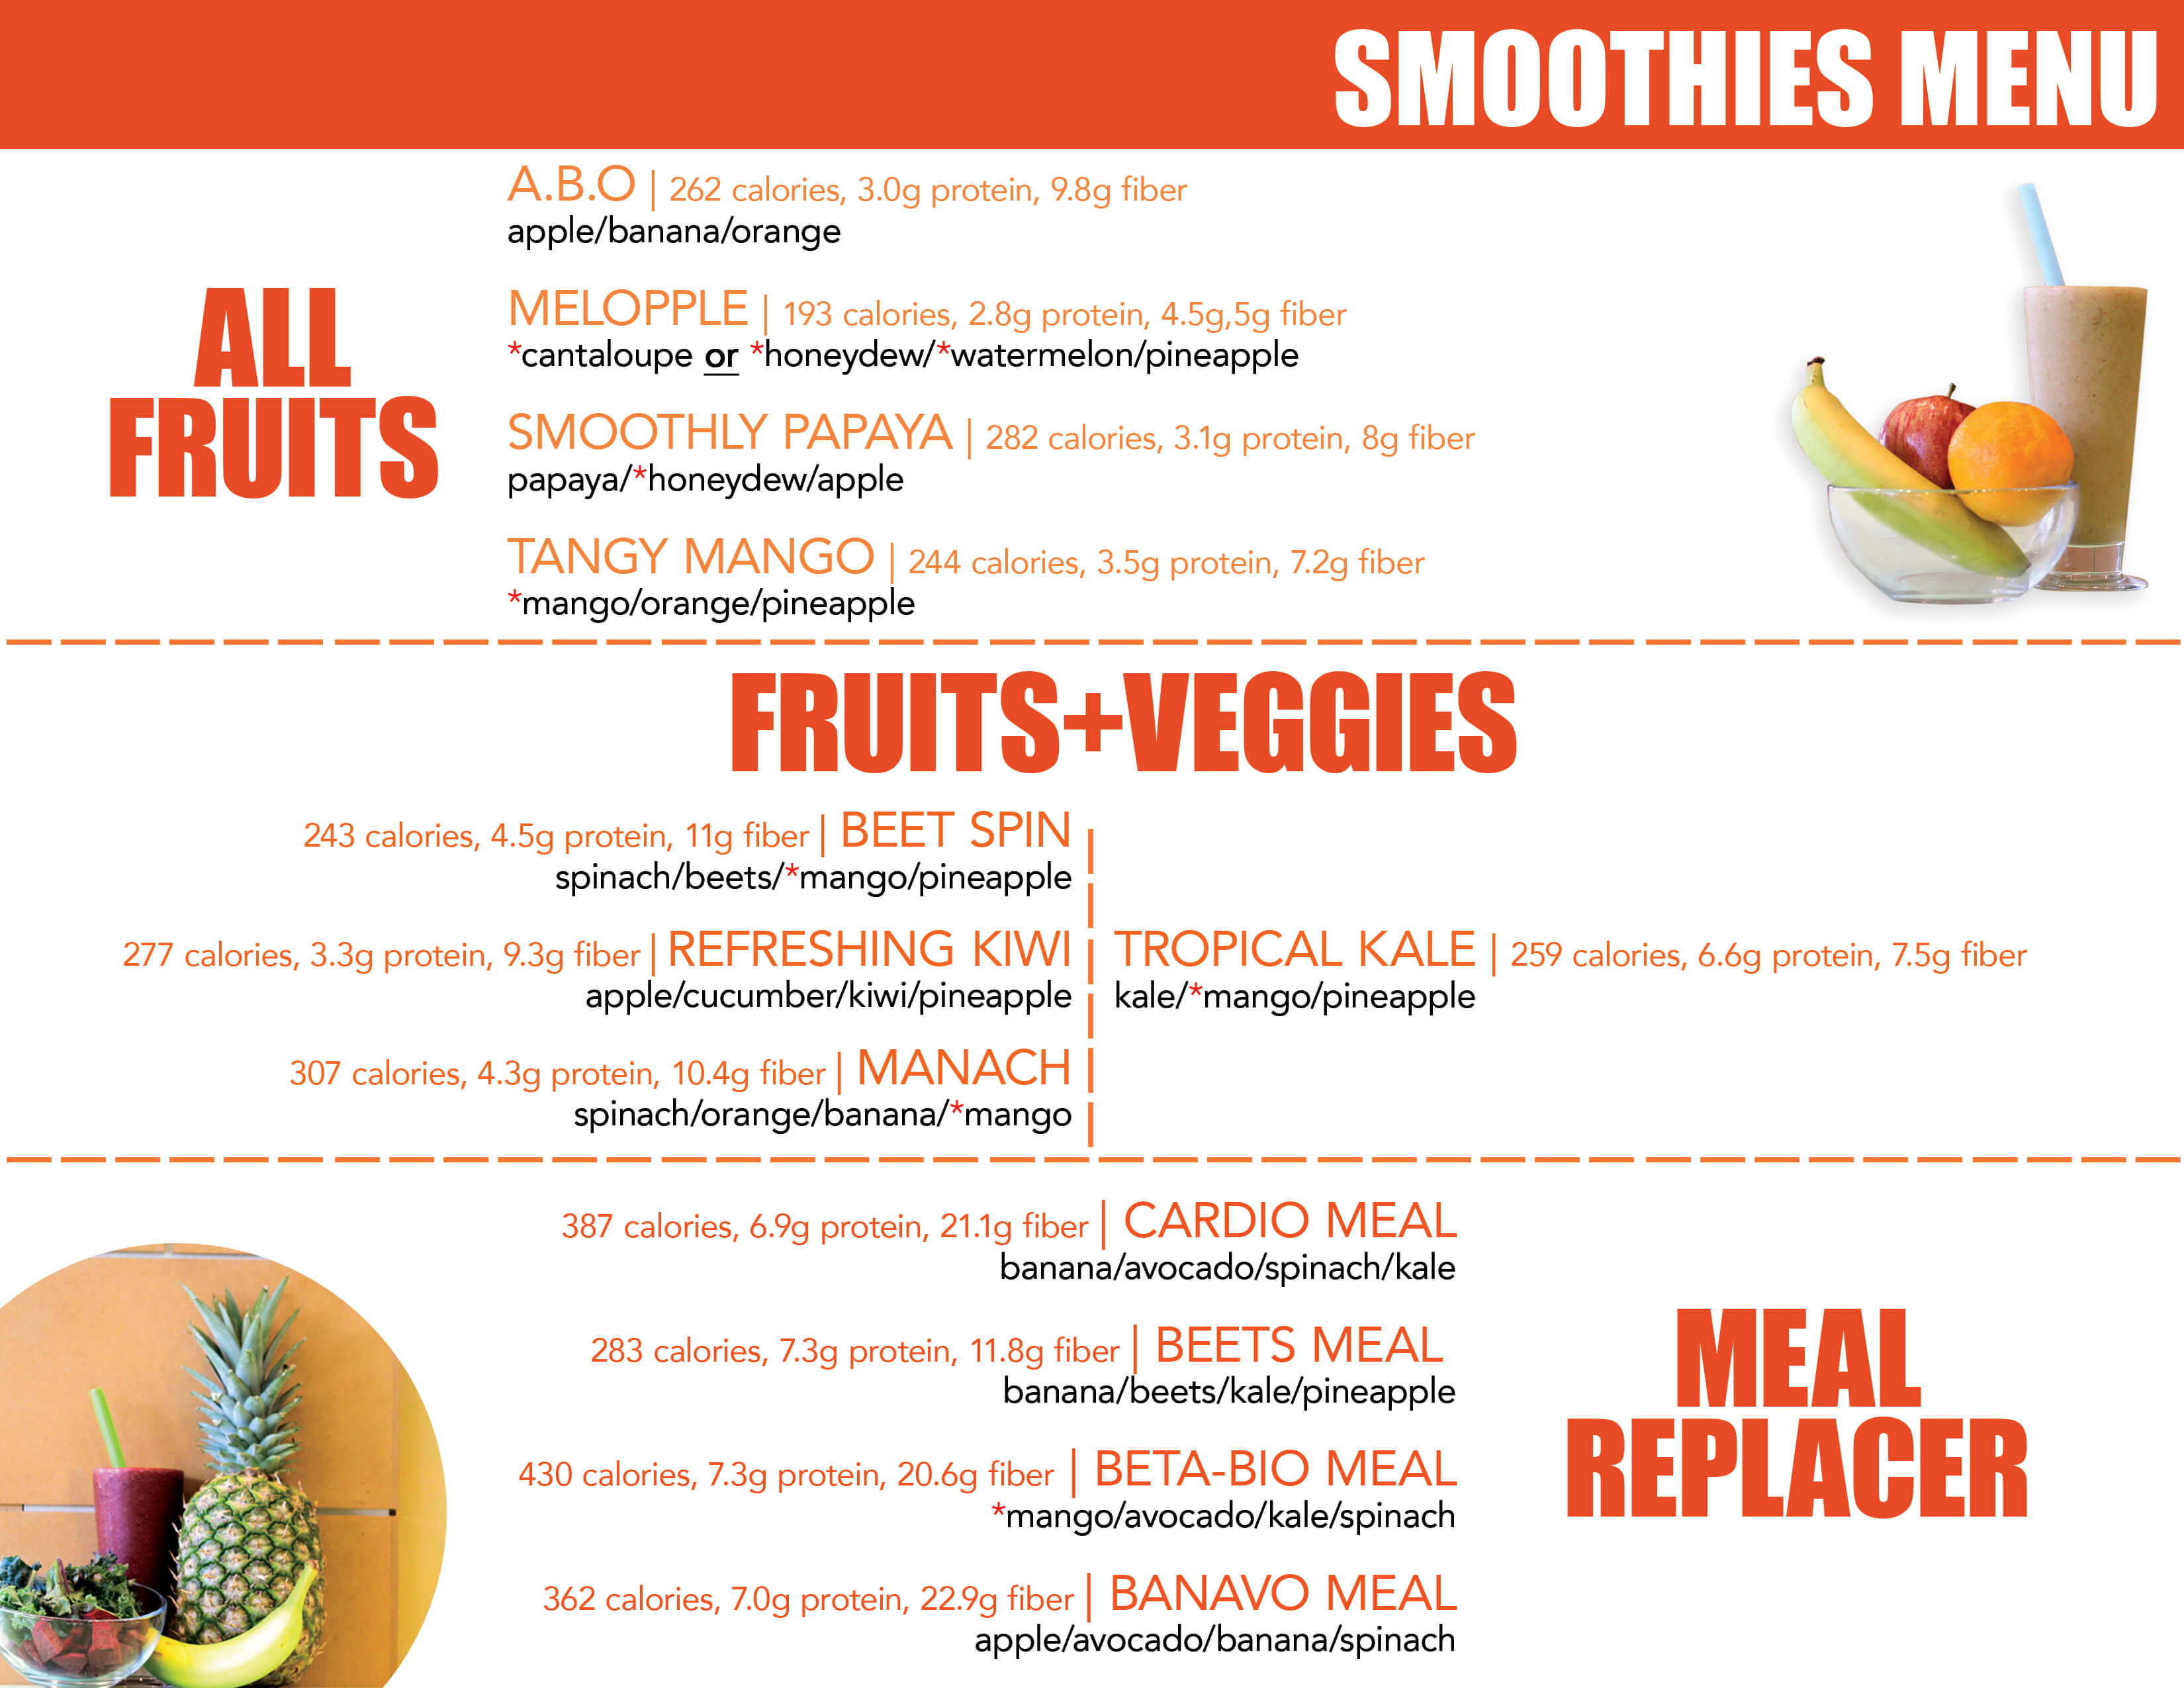 SMOOTHIES MENU
ALL
FRUITS
A.B.O | 262 calories, 3.0g protein, 9.8g fiber
apple/banana/orange
MELOPPLE | 193 calories, 2.8g protein, 4.5g,5g fiber
*cantaloupe or *honeydew/*watermelon/pineapple
SMOOTHLY PAPAYA | 282 calories, 3.1g protein, 8g fiber
papaya/*honeydew/apple
TANGY MANGO | 244 calories, 3.5g protein, 7.2g fiber
*mango/orange/pineapple
FRUITS+VEGGIES
243 calories, 4.5g protein, 11g fiber | BEET SPIN
spinach/beets/*mango/pineapple
277 calories, 3.3g protein, 9.3g fiber | REFRESHING KIWI
apple/cucumber/kiwi/pineapple
307 calories, 4.3g protein, 10.4g fiber | MANACH
spinach/orange/banana/*mango
TROPICAL KALE | 259 calories, 6.6g protein, 7.5g fiber
kale/*mango/pineapple
387 calories, 6.9g protein, 21.1g fiber | CARDIO MEAL
banana/avocado/spinach/kale
283 calories, 7.3g protein, 11.8g fiber | BEETS MEAL
banana/beets/kale/pineapple
430 calories, 7.3g protein, 20.6g fiber | BETA-BIO MEAL
*mango/avocado/kale/spinach
362 calories, 7.0g protein, 22.9g fiber | BANAVO MEAL
apple/avocado/banana/spinach
MEAL
REPLACER